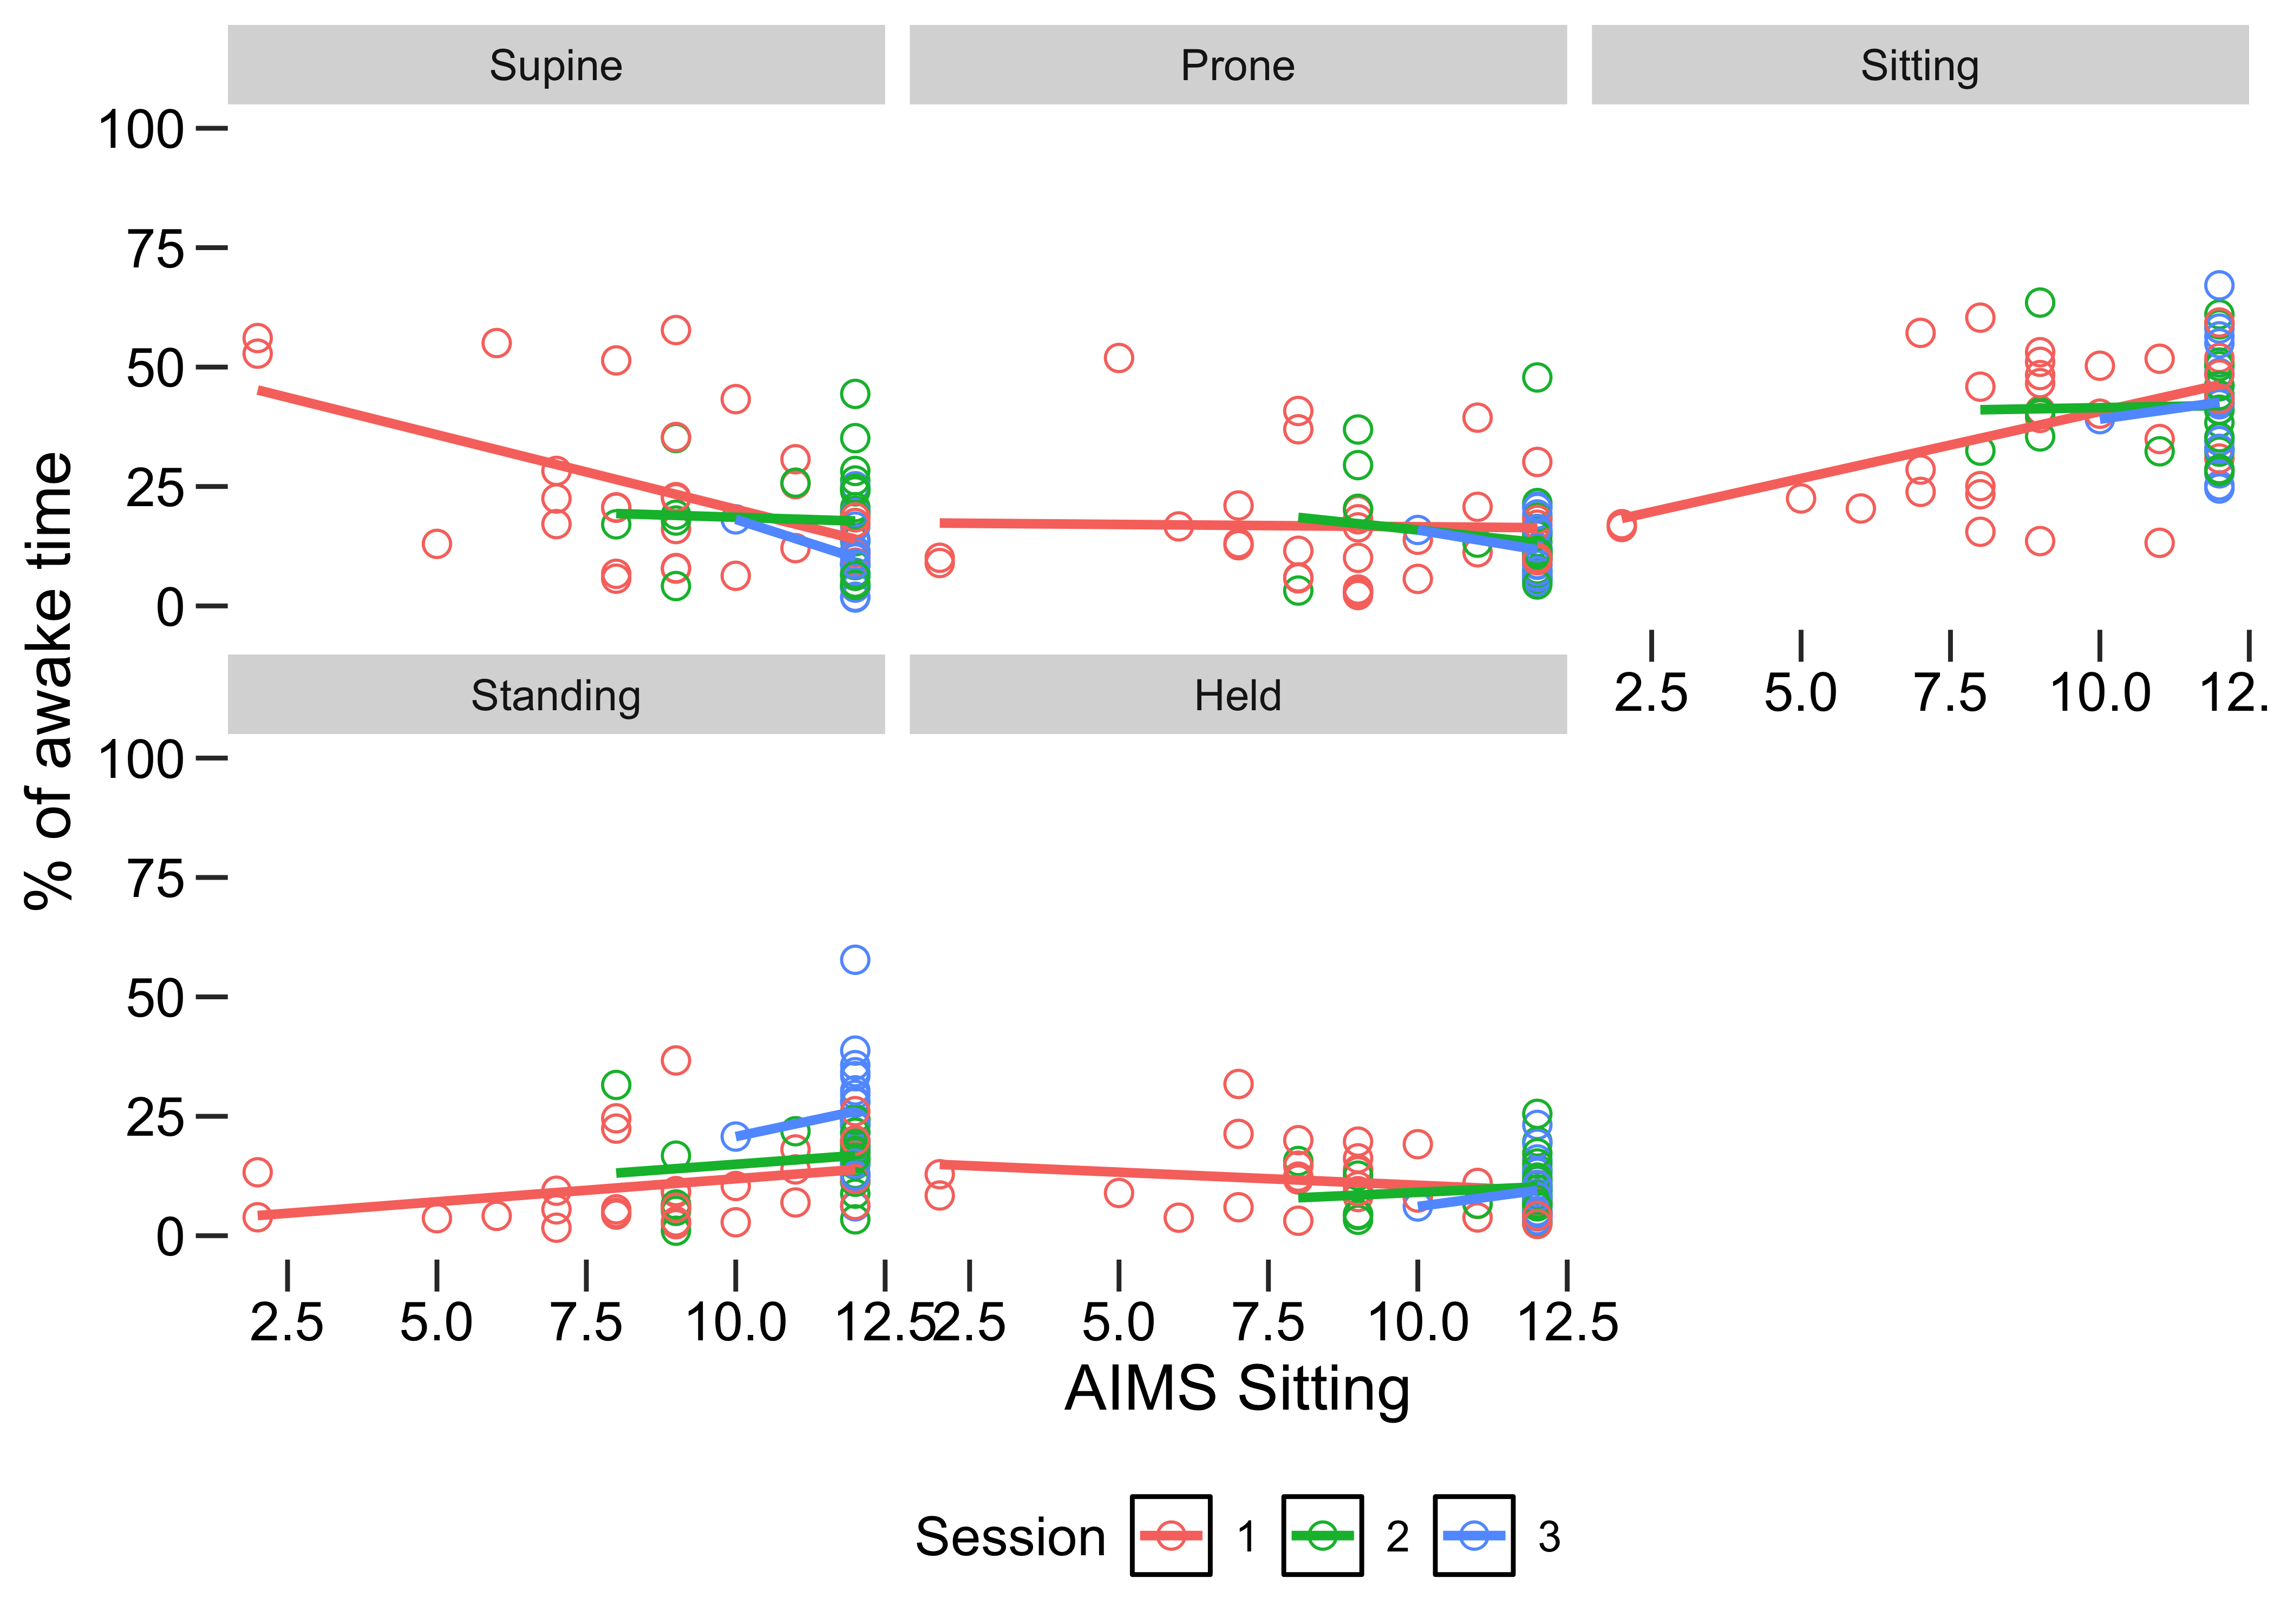 Supine Prone Sitting
100
75
50
25
0
2.5 5.0 7.5 10.0 12.
Standing Held
100
75
50
25
0
2.5 5.0 7.5 10.0 12.5 2.5 5.0 7.5 10.0 12.5
% of awake time
AIMS Sitting
Session 1 2 3